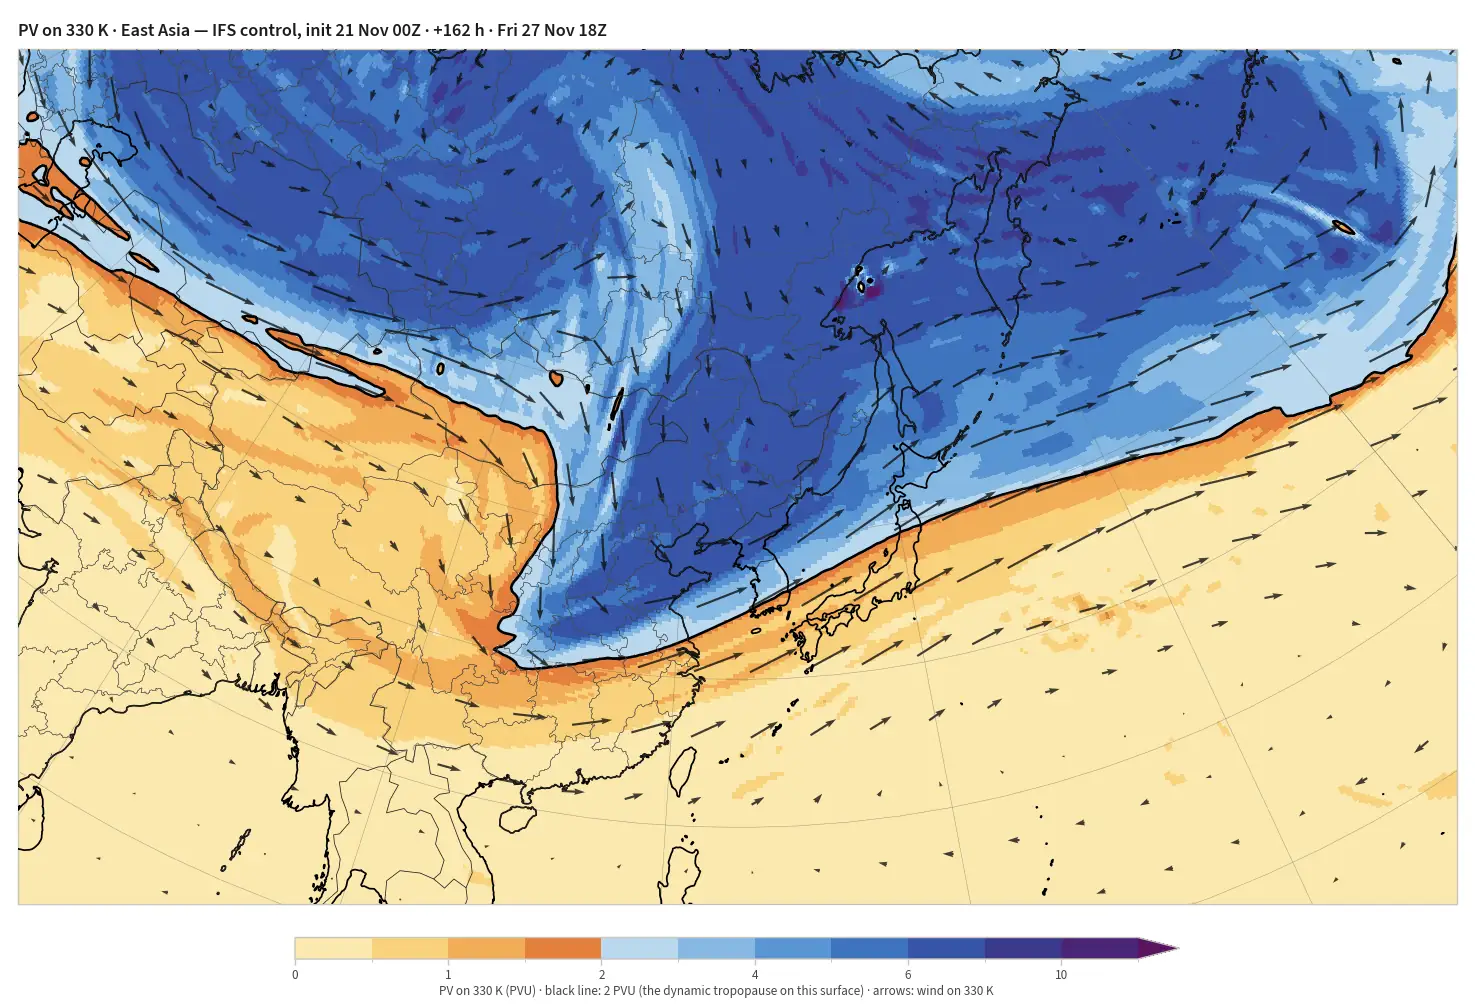 PV on 330 K · East Asia — IFS control, init 21 Nov 00Z · +162 h · Fri 27 Nov 18Z
0 1 2 4 6 10
PV on 330 K (PVU) · black line: 2 PVU (the dynamic tropopause on this surface) · arrows: wind on 330 K